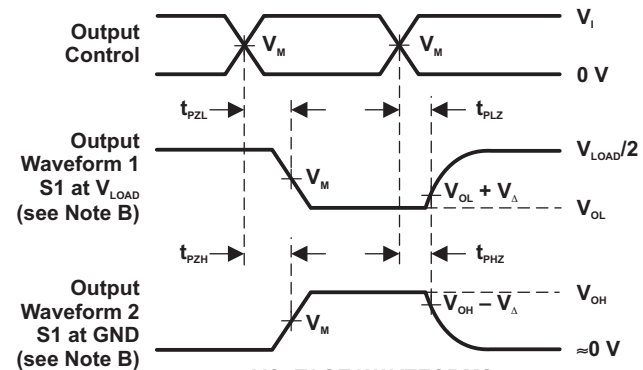 Output
Control
V_M
V_M
V_I
0 V
t_PZL
t_PLZ
Output
Waveform 1
S1 at V_LOAD
(see Note B)
V_M
V_OL + V_Δ
V_LOAD/2
V_OL
t_PZH
t_PHZ
Output
Waveform 2
S1 at GND
(see Note B)
V_M
V_OH – V_Δ
V_OH
≈0 V